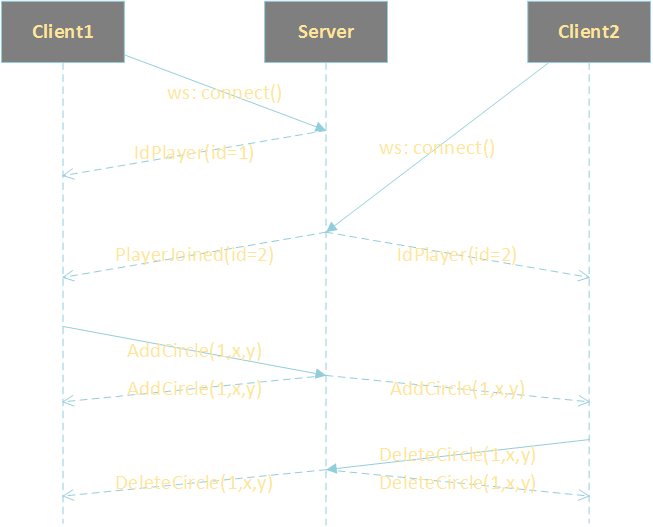 Client1
Server
Client2
ws: connect()
ws: connect()
IdPlayer(id=1)
PlayerJoined(id=2)
IdPlayer(id=2)
AddCircle(1,x,y)
AddCircle(1,x,y)
AddCircle(1,x,y)
DeleteCircle(1,x,y)
DeleteCircle(1,x,y)
DeleteCircle(1,x,y)